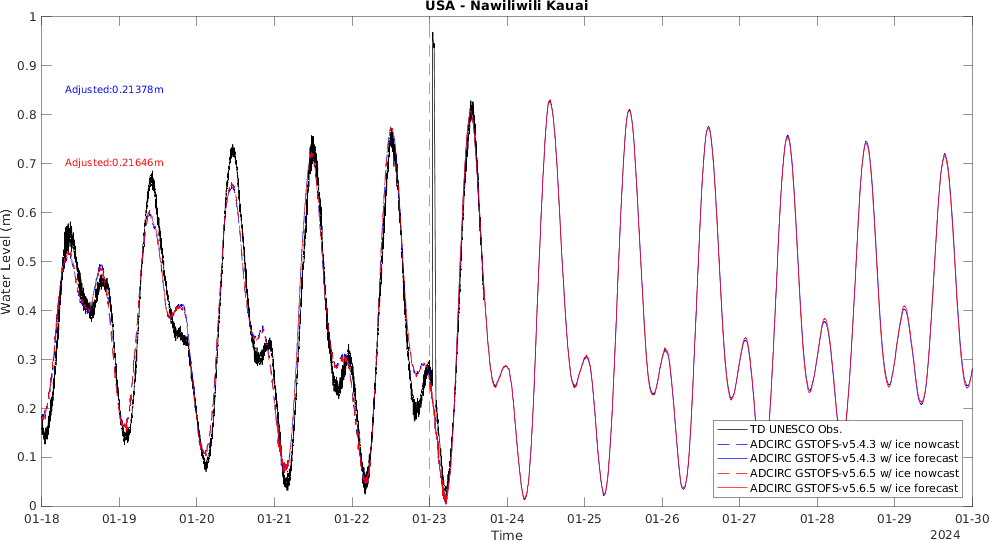 USA - Nawiliwili Kauai
1
0.9
0.8
0.7
0.6
0.5
0.4
0.3
0.2
0.1
0
Water Level (m)
Adjusted:0.21378m
Adjusted:0.21646m
TD UNESCO Obs.
ADCIRC GSTOFS-v5.4.3 w/ ice nowcast
ADCIRC GSTOFS-v5.4.3 w/ ice forecast
ADCIRC GSTOFS-v5.6.5 w/ ice nowcast
ADCIRC GSTOFS-v5.6.5 w/ ice forecast
01-18 01-19 01-20 01-21 01-22 01-23 01-24 01-25 01-26 01-27 01-28 01-29 01-30
Time
2024